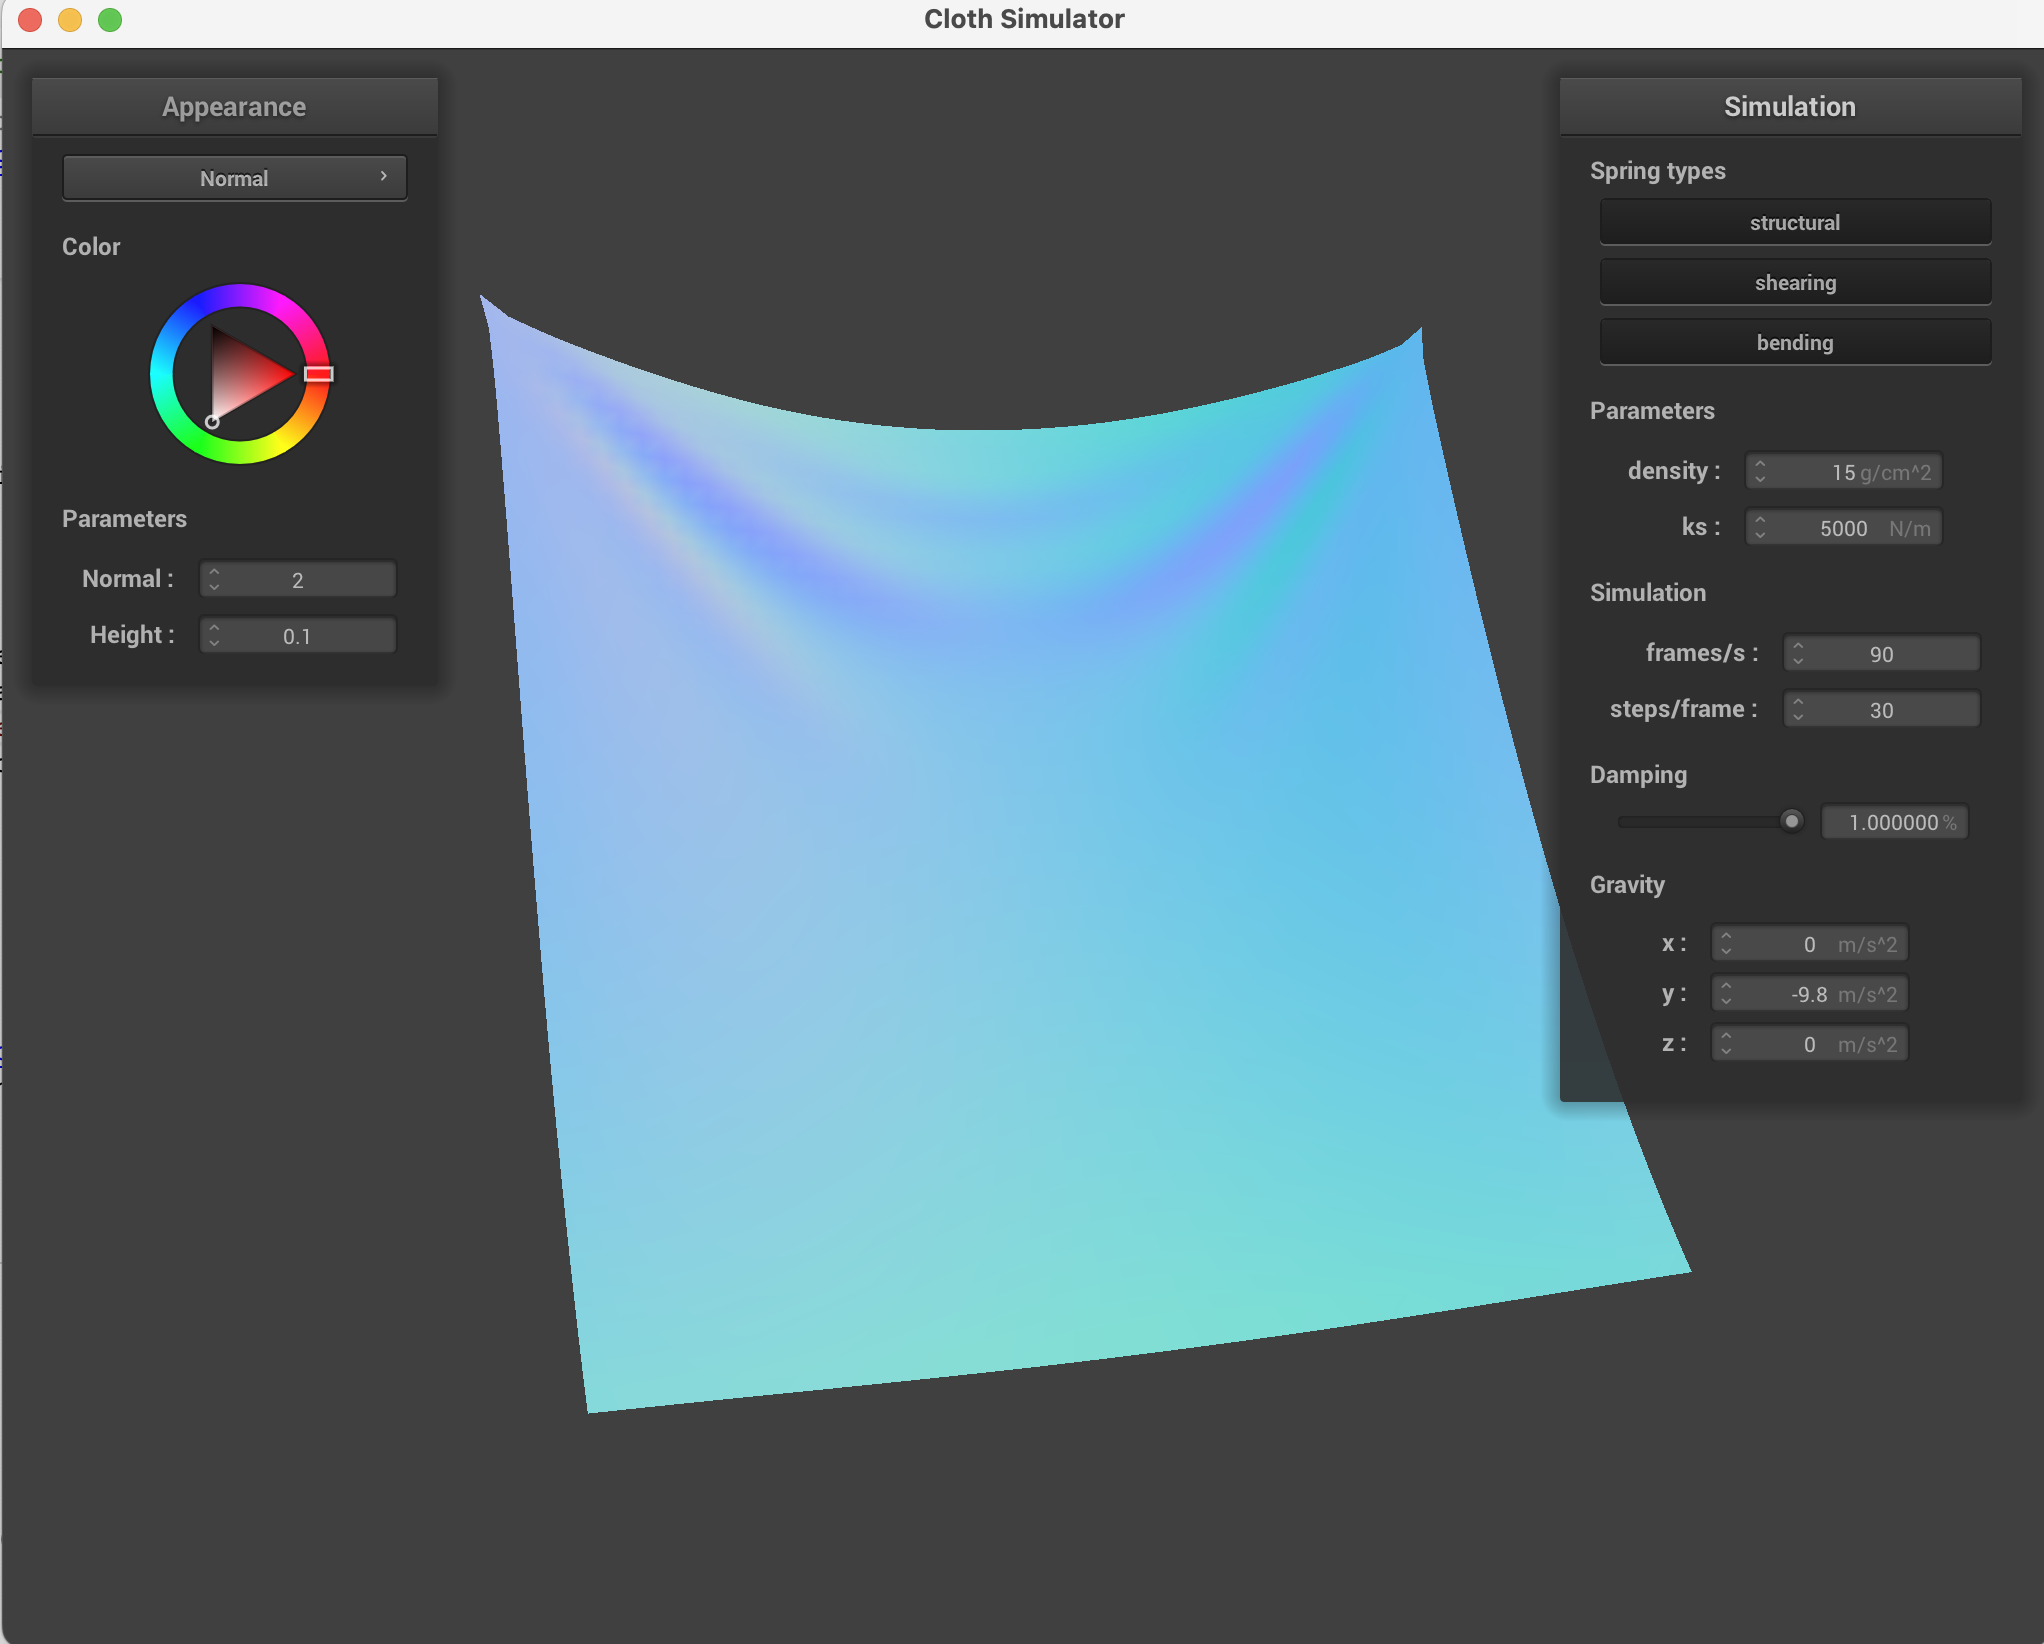 Cloth Simulator
Appearance
Normal
Color
Parameters
Normal : 2
Height : 0.1
Simulation
Spring types
structural
shearing
bending
Parameters
density : 15 g/cm^2
ks : 5000 N/m
Simulation
frames/s : 90
steps/frame : 30
Damping
1.000000 %
Gravity
x : 0 m/s^2
y : -9.8 m/s^2
z : 0 m/s^2